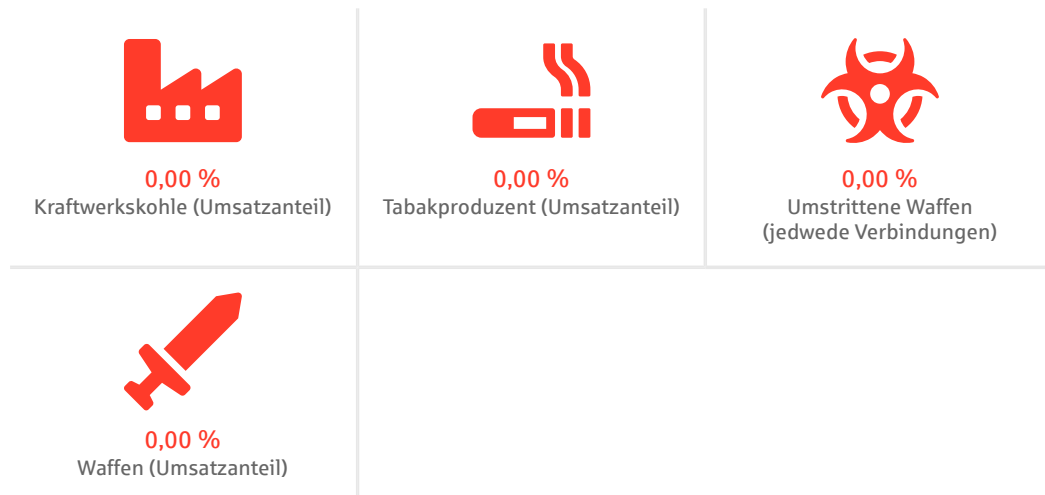 0,00 %
Kraftwerkskohle (Umsatzanteil)
0,00 %
Tabakproduzent (Umsatzanteil)
0,00 %
Umstrittene Waffen
(jedwede Verbindungen)
0,00 %
Waffen (Umsatzanteil)